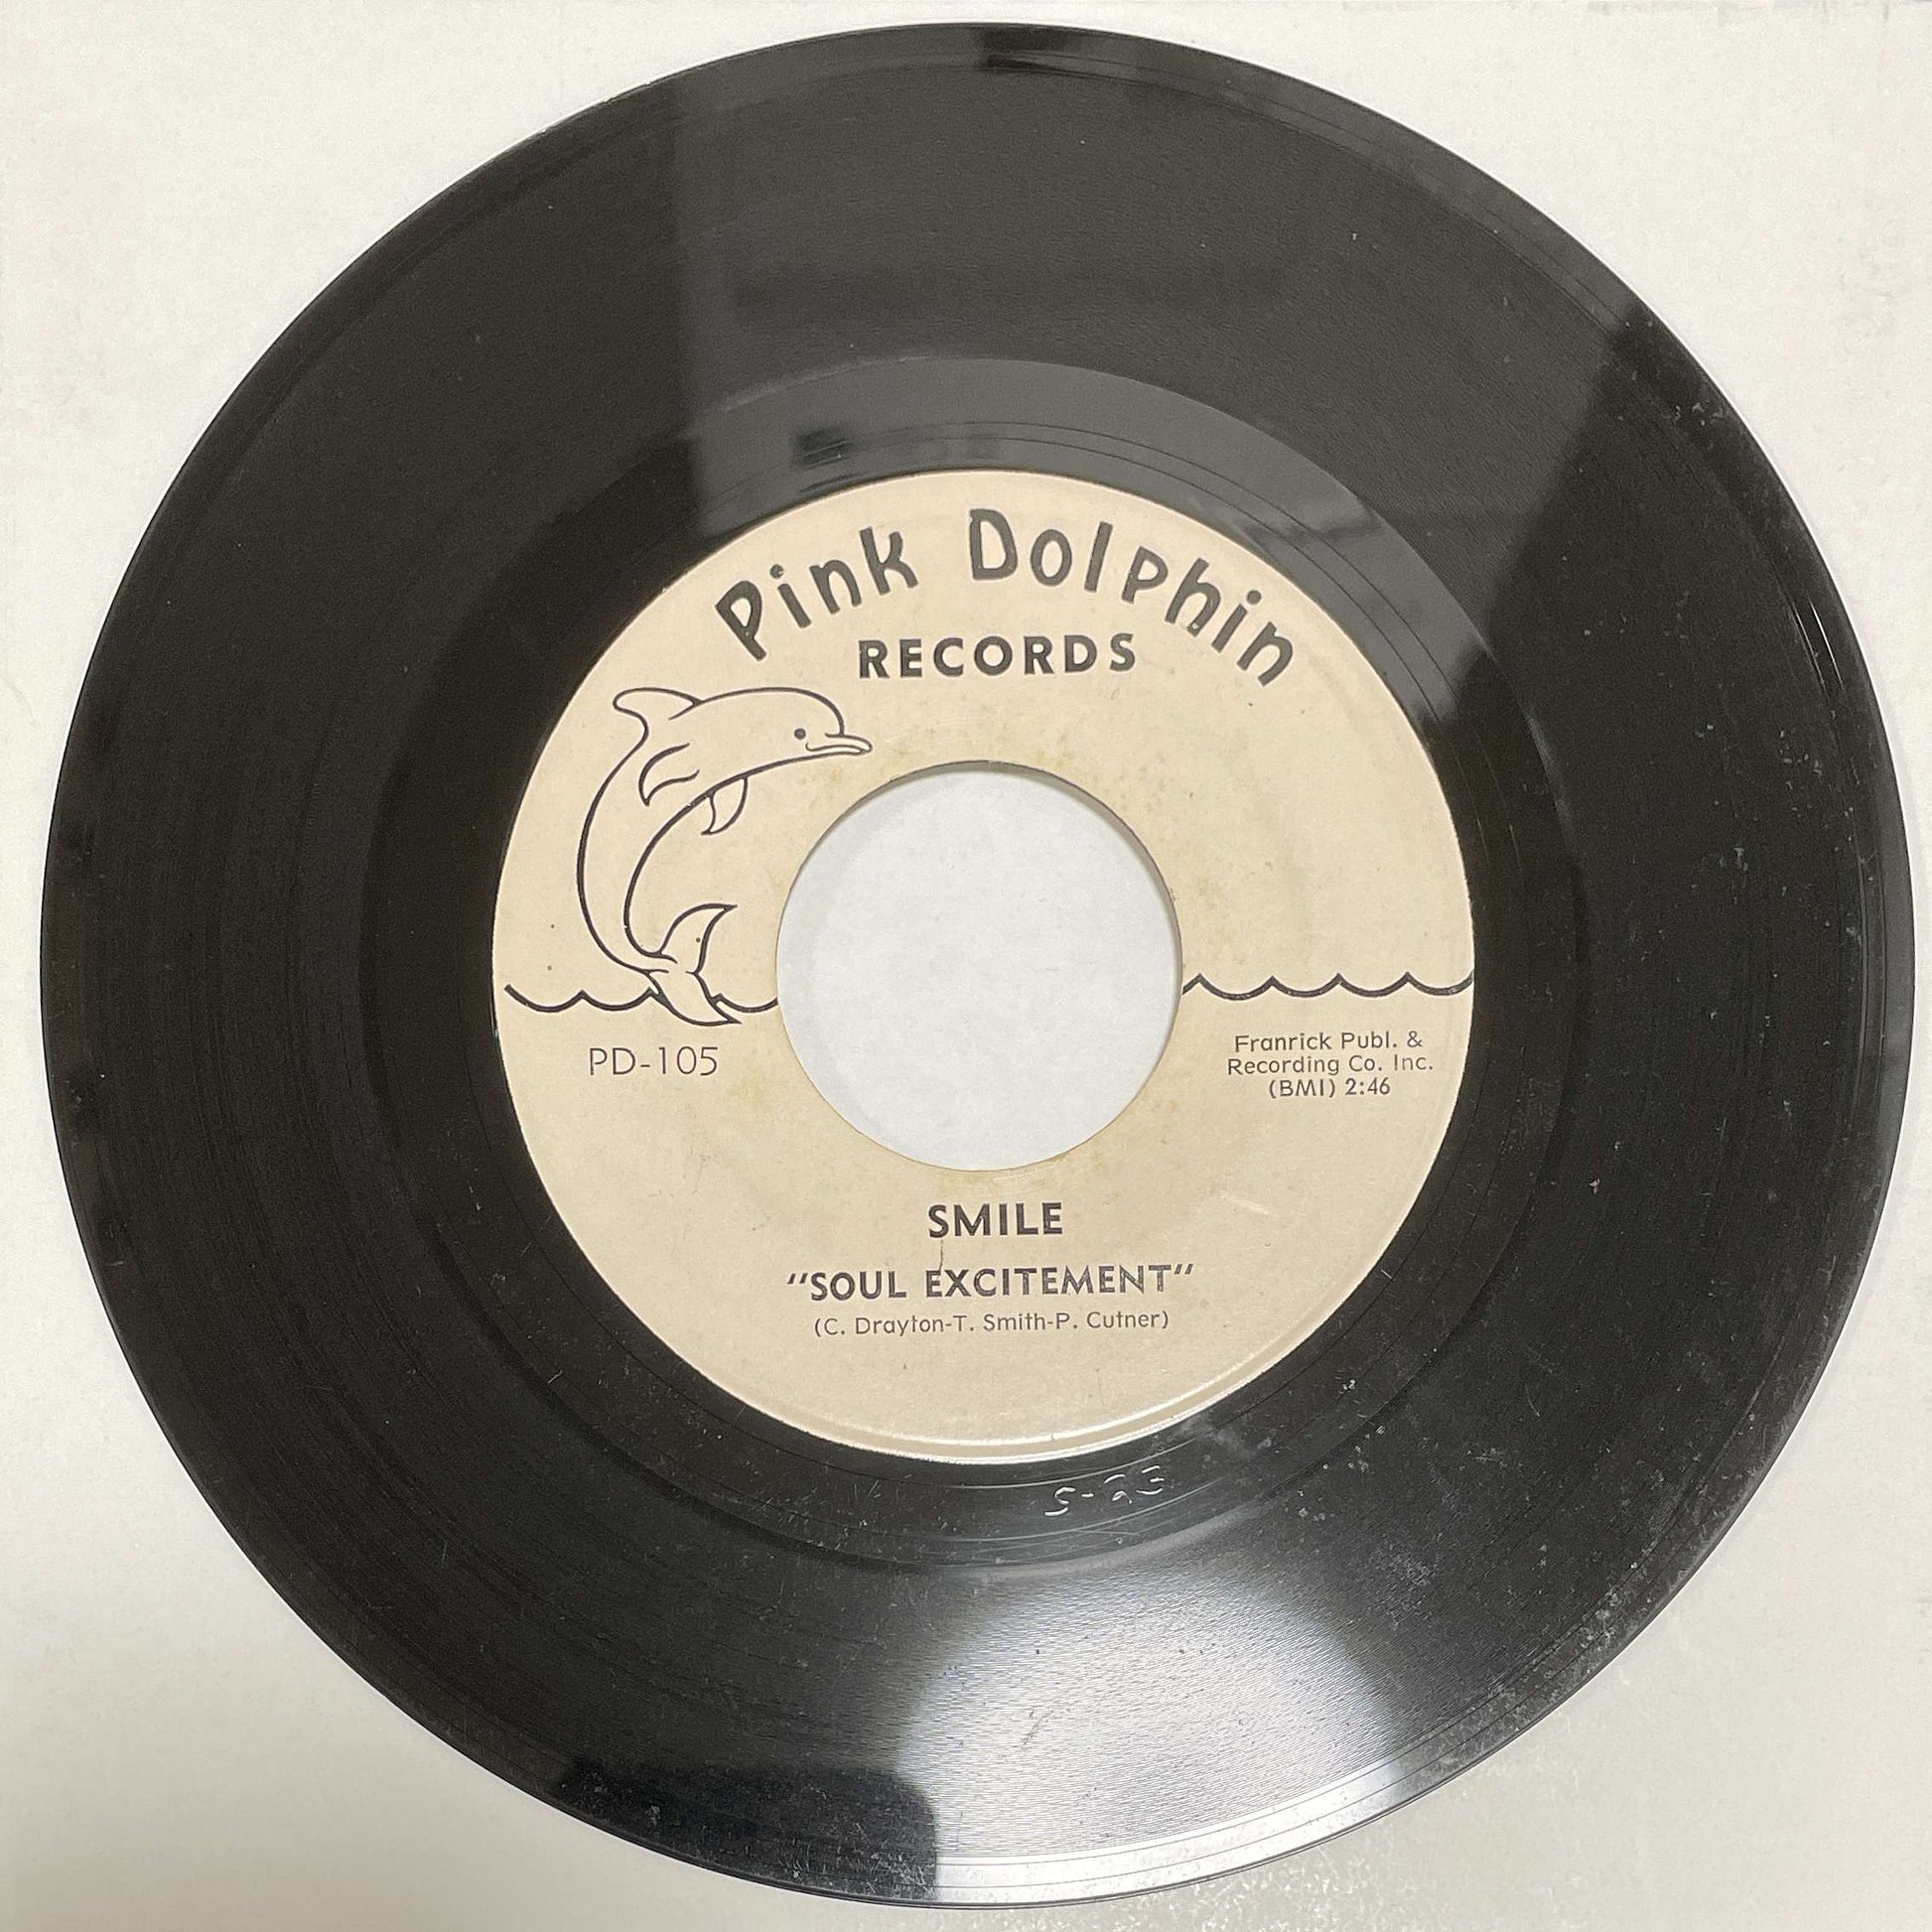 Pink Dolphin
RECORDS
PD-105
Franrick Publ. &
Recording Co. Inc.
(BMI) 2:46
SMILE
"SOUL EXCITEMENT"
(C. Drayton-T. Smith-P. Cutner)
S-23